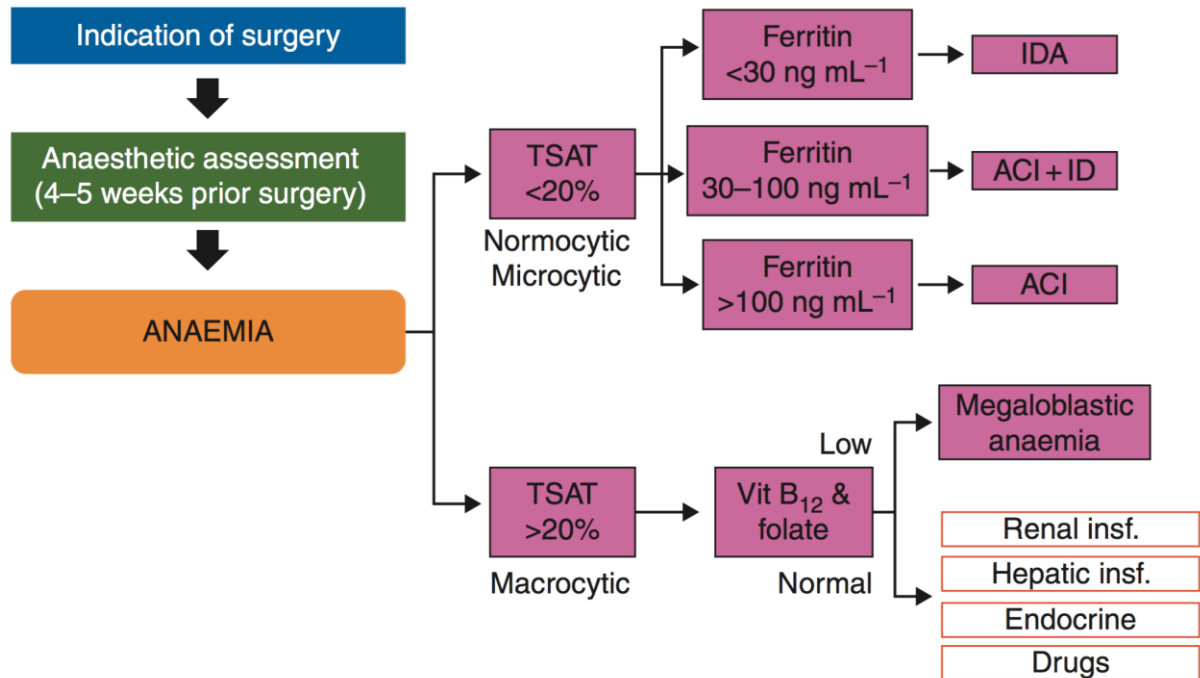 Indication of surgery
Anaesthetic assessment
(4–5 weeks prior surgery)
ANAEMIA
TSAT
<20%
Normocytic
Microcytic
Ferritin
<30 ng mL⁻¹
IDA
Ferritin
30–100 ng mL⁻¹
ACI + ID
Ferritin
>100 ng mL⁻¹
ACI
TSAT
>20%
Macrocytic
Vit B₁₂ &
folate
Low
Normal
Megaloblastic
anaemia
Renal insf.
Hepatic insf.
Endocrine
Drugs